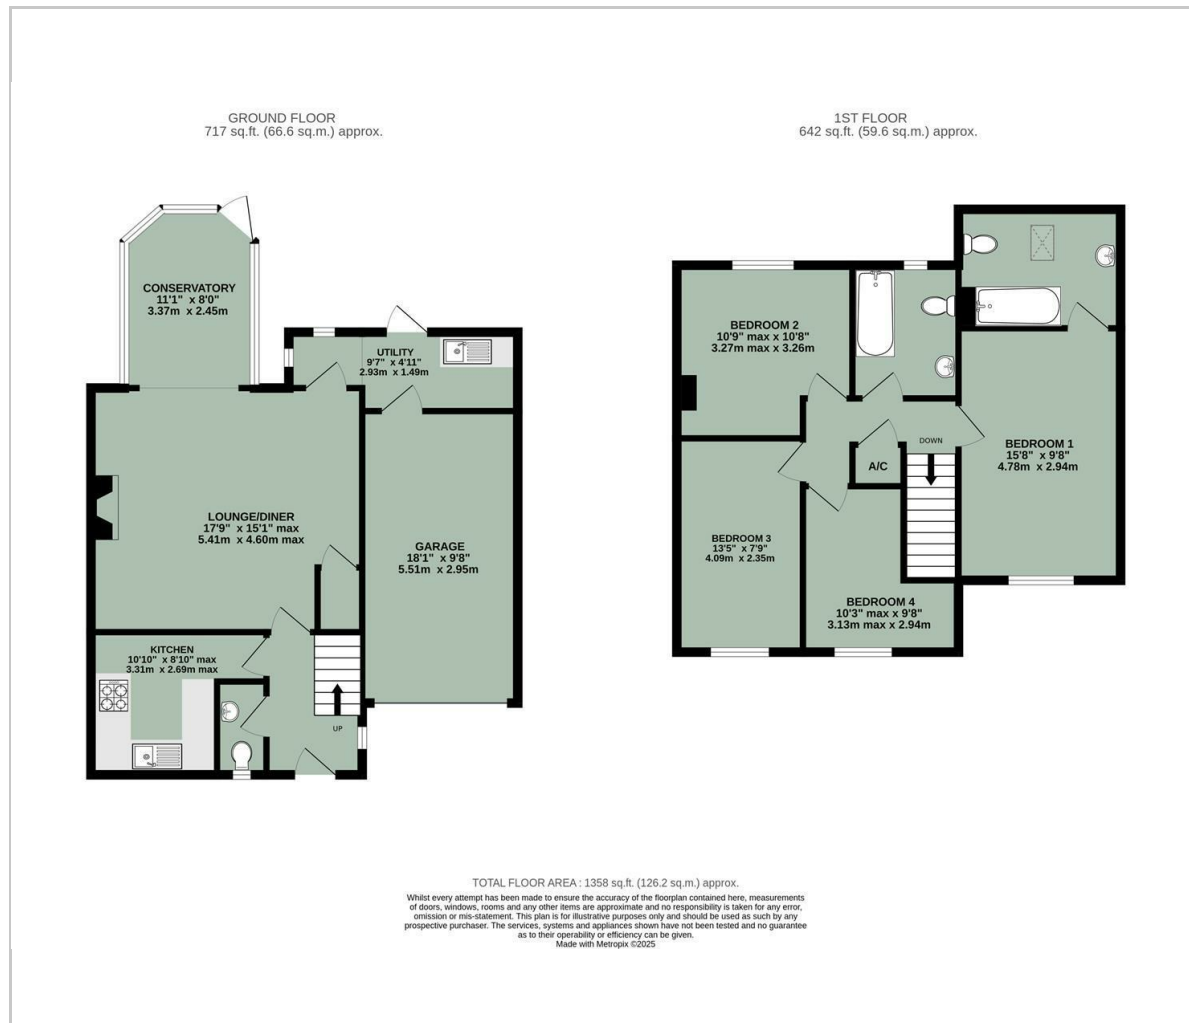 GROUND FLOOR
717 sq.ft. (66.6 sq.m.) approx.
1ST FLOOR
642 sq.ft. (59.6 sq.m.) approx.
CONSERVATORY
11'1" x 8'0"
3.37m x 2.45m
UTILITY
9'7" x 4'11"
2.93m x 1.49m
LOUNGE/DINER
17'9" x 15'1" max
5.41m x 4.60m max
GARAGE
18'1" x 9'8"
5.51m x 2.95m
KITCHEN
10'10" x 8'10" max
3.31m x 2.69m max
UP
BEDROOM 2
10'9" max x 10'8"
3.27m max x 3.26m
DOWN
BEDROOM 1
15'8" x 9'8"
4.78m x 2.94m
A/C
BEDROOM 3
13'5" x 7'9"
4.09m x 2.35m
BEDROOM 4
10'3" max x 9'8"
3.13m max x 2.94m
TOTAL FLOOR AREA : 1358 sq.ft. (126.2 sq.m.) approx.
Whilst every attempt has been made to ensure the accuracy of the floorplan contained here, measurements
of doors, windows, rooms and any other items are approximate and no responsibility is taken for any error,
omission or mis-statement. This plan is for illustrative purposes only and should be used as such by any
prospective purchaser. The services, systems and appliances shown have not been tested and no guarantee
as to their operability or efficiency can be given.
Made with Metropix ©2025